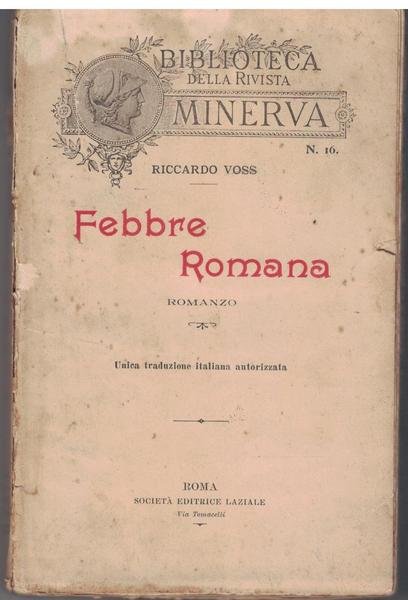 BIBLIOTECA
DELLA RIVISTA
MINERVA
N. 16.
RICCARDO VOSS
Febbre
Romana
ROMANZO
Unica traduzione italiana autorizzata
ROMA
SOCIETÀ EDITRICE LAZIALE
Via Tomacelli